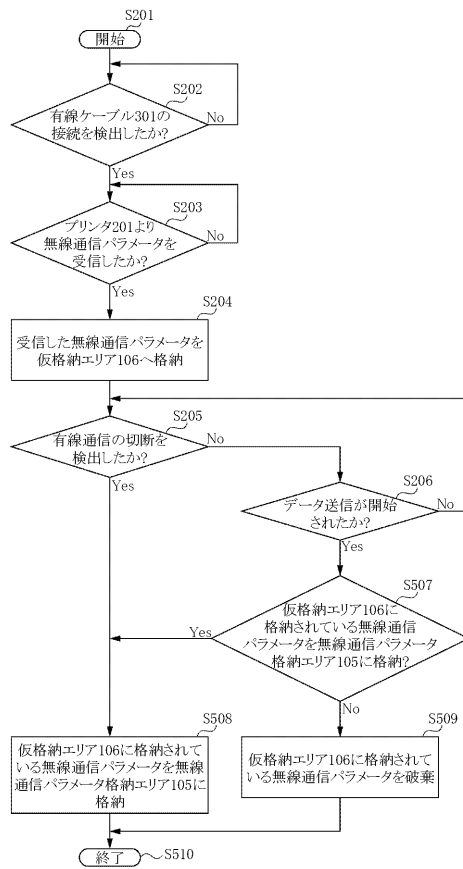 S201
開始
S202
有線ケーブル301の
接続を検出したか?
No
Yes
S203
プリンタ201より
無線通信パラメータを
受信したか?
No
Yes
S204
受信した無線通信パラメータを
仮格納エリア106へ格納
S205
有線通信の切断を
検出したか?
No
Yes
S206
データ送信が開始
されたか?
No
Yes
S507
仮格納エリア106に
格納されている無線通信
パラメータを無線通信パラメータ
格納エリア105に格納?
Yes
No
S508
仮格納エリア106に格納されて
いる無線通信パラメータを無線
通信パラメータ格納エリア105に
格納
S509
仮格納エリア106に格納されて
いる無線通信パラメータを破棄
終了
S510